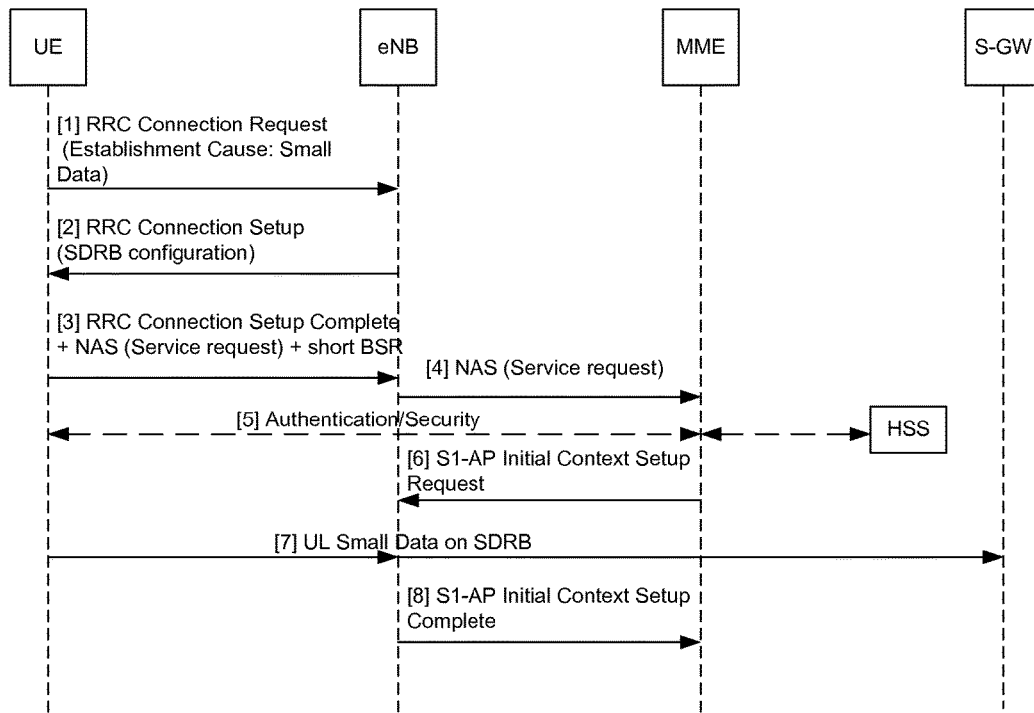 UE
eNB
MME
S-GW
[1] RRC Connection Request
(Establishment Cause: Small
Data)
[2] RRC Connection Setup
(SDRB configuration)
[3] RRC Connection Setup Complete
+ NAS (Service request) + short BSR
[4] NAS (Service request)
[5] Authentication/Security
HSS
[6] S1-AP Initial Context Setup
Request
[7] UL Small Data on SDRB
[8] S1-AP Initial Context Setup
Complete